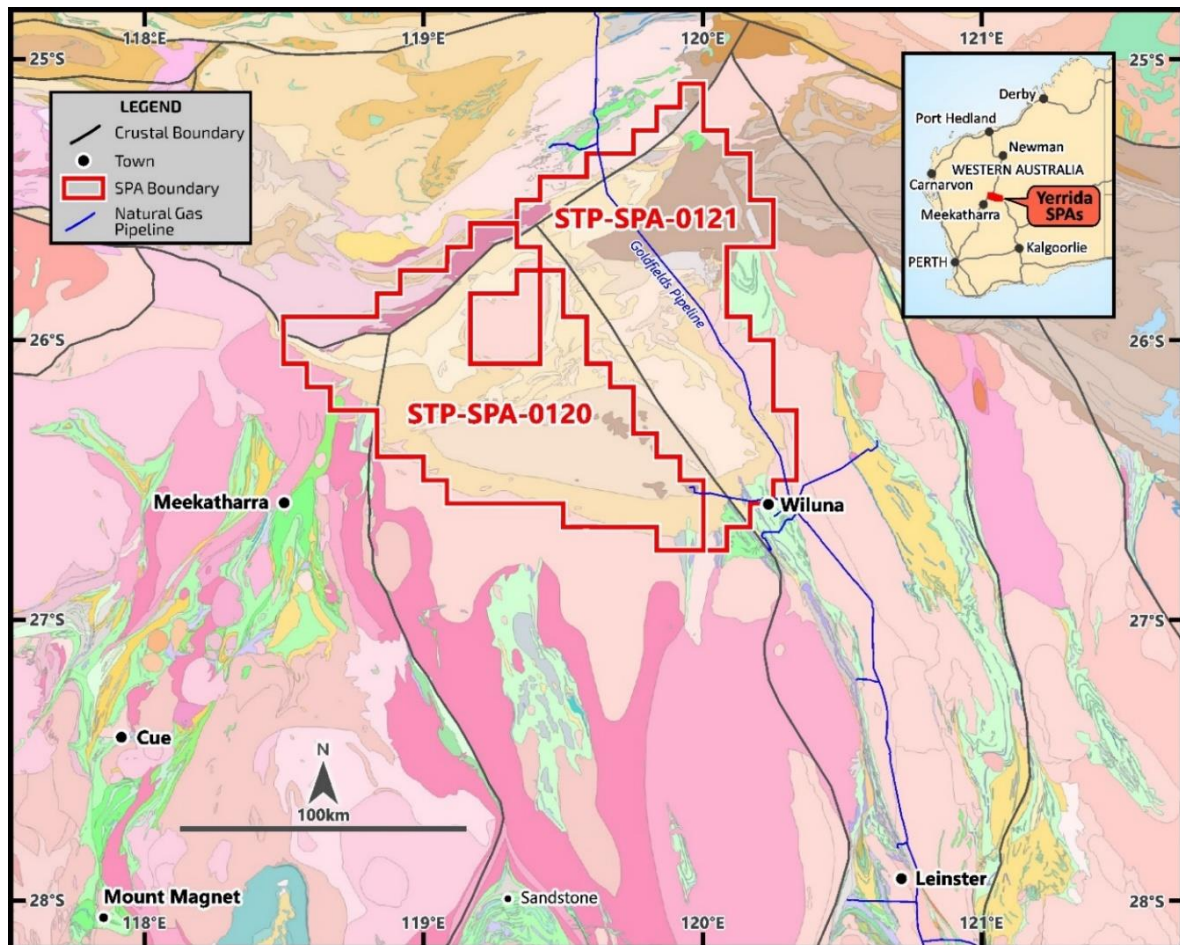 118°E
119°E
120°E
121°E
25°S
25°S
LEGEND
Crustal Boundary
Town
SPA Boundary
Natural Gas
Pipeline
Derby
Port Hedland
Newman
WESTERN AUSTRALIA
Carnarvon
Meekatharra
Yerrida
SPAs
Kalgoorlie
PERTH
STP-SPA-0121
Goldfields Pipeline
26°S
26°S
STP-SPA-0120
Meekatharra
Wiluna
27°S
27°S
Cue
N
100km
Mount Magnet
Sandstone
Leinster
28°S
28°S
118°E
119°E
120°E
121°E